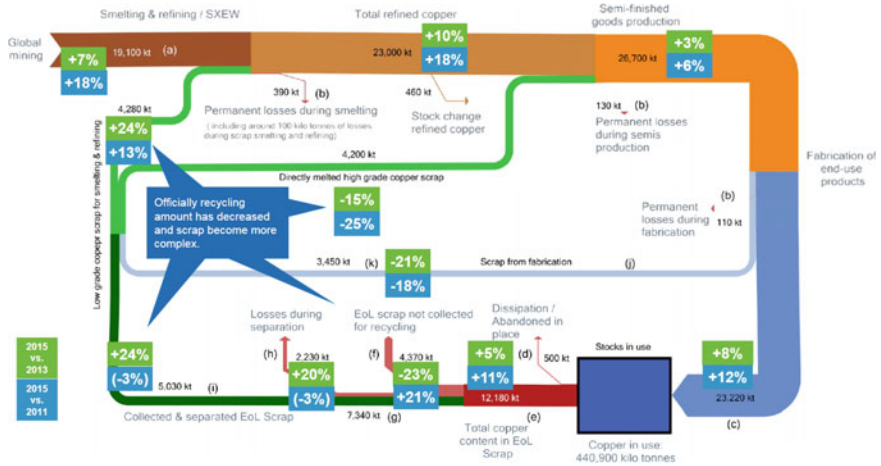 Smelting & refining / SXEW
Total refined copper
Semi-finished
goods production
Global
mining
+7%
+18%
19,100 kt
(a)
23,000 kt
+10%
+18%
26,700 kt
+3%
+6%
390 kt
(b)
Permanent losses during smelting
( including around 100 kilo tonnes of losses
during scrap smelting and refining)
460 kt
Stock change
refined copper
130 kt
(b)
Permanent losses
during semis
production
Fabrication of
end-use
products
4,280 kt
+24%
+13%
4,200 kt
Directly melted high grade copper scrap
Low grade copepr scrap for smelting & refining
Officially recycling
amount has decreased
and scrap become more
complex.
-15%
-25%
(b)
Permanent
losses during
fabrication
110 kt
3,450 kt
(k)
-21%
-18%
Scrap from fabrication
(j)
Losses during
separation
EoL scrap not collected
for recycling
Dissipation /
Abandoned in
place
2015
vs.
2013
2015
vs.
2011
+24%
(-3%)
(h)
2,230 kt
+20%
(-3%)
(f)
4,370 kt
-23%
+21%
+5%
+11%
(d)
500 kt
Stocks in use
+8%
+12%
5,030 kt
(i)
Collected & separated EoL Scrap
7,340 kt
(g)
12,180 kt
(e)
Total copper
content in EoL
Scrap
23,220 kt
(c)
Copper in use:
440,900 kilo tonnes